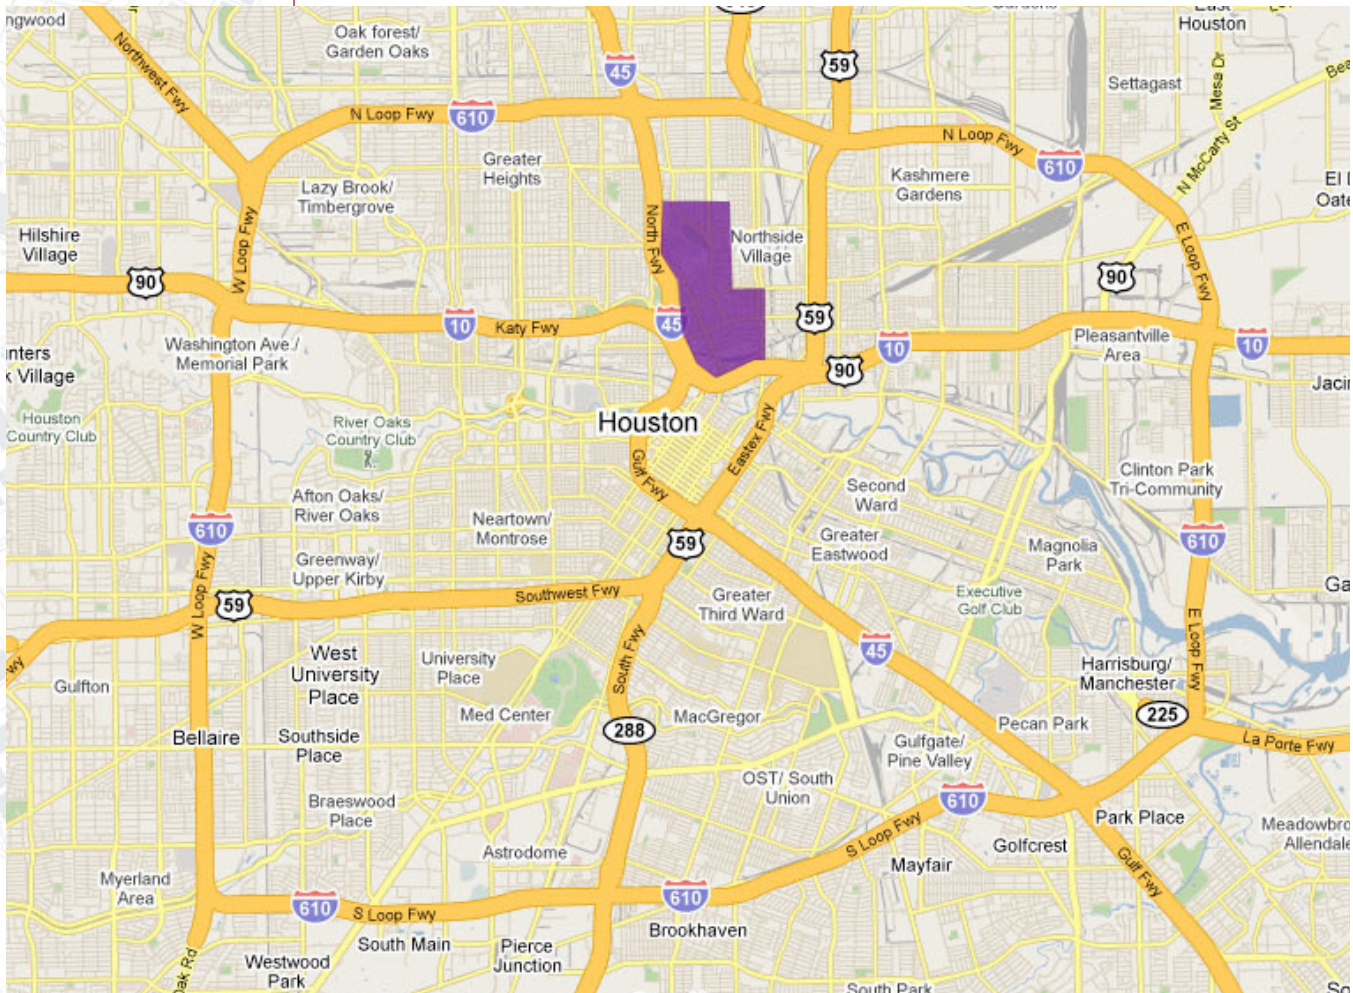 ngwood
Oak forest/
Garden Oaks
East
Houston
45
59
Settagast
Mesa Dr
Northwest Fwy
N Loop Fwy
610
N Loop Fwy
610
N McCarty St
Greater
Heights
Kashmere
Gardens
Lazy Brook/
Timbergrove
W Loop Fwy
North Fwy
Northside
Village
E Loop Fwy
Hilshire
Village
90
90
10
Katy Fwy
45
59
10
10
90
Washington Ave./
Memorial Park
Pleasantville
Area
nters
k Village
Houston
Country Club
River Oaks
Country Club
Houston
Eastex Fwy
Gulf Fwy
Clinton Park
Tri-Community
Second
Ward
Afton Oaks/
River Oaks
Neartown/
Montrose
610
59
Greater
Eastwood
Magnolia
Park
610
Greenway/
Upper Kirby
W Loop Fwy
59
Southwest Fwy
Greater
Third Ward
Executive
Golf Club
E Loop Fwy
wy
South Fwy
45
West
University
Place
University
Place
Harrisburg/
Manchester
Gulfton
Med Center
MacGregor
Pecan Park
225
288
Bellaire
Southside
Place
Gulfgate/
Pine Valley
La Porte Fwy
OST/ South
Union
610
Braeswood
Place
Park Place
S Loop Fwy
Astrodome
Mayfair
Golfcrest
Meadowbro
Allendale
Gulf Fwy
Myerland
Area
610
S Loop Fwy
610
Brookhaven
South Main
Pierce
Junction
Westwood
Park
Oak Rd
South Park